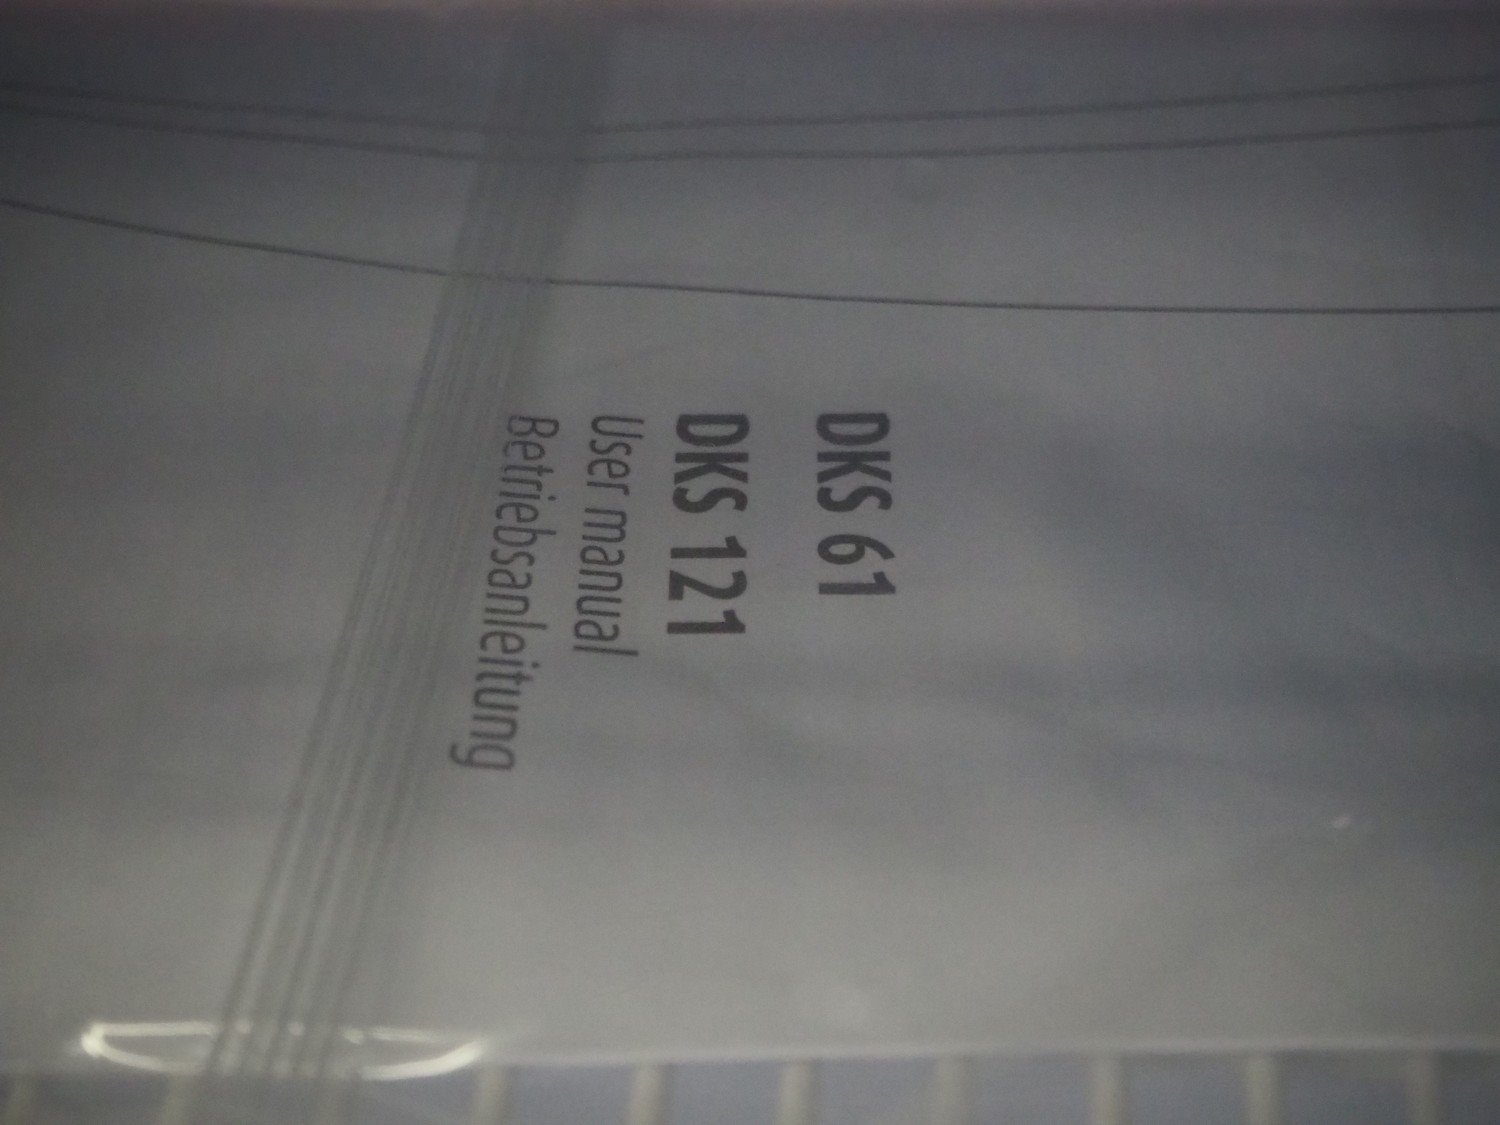 DKS 61
DKS 121
User manual
Betriebsanleitung